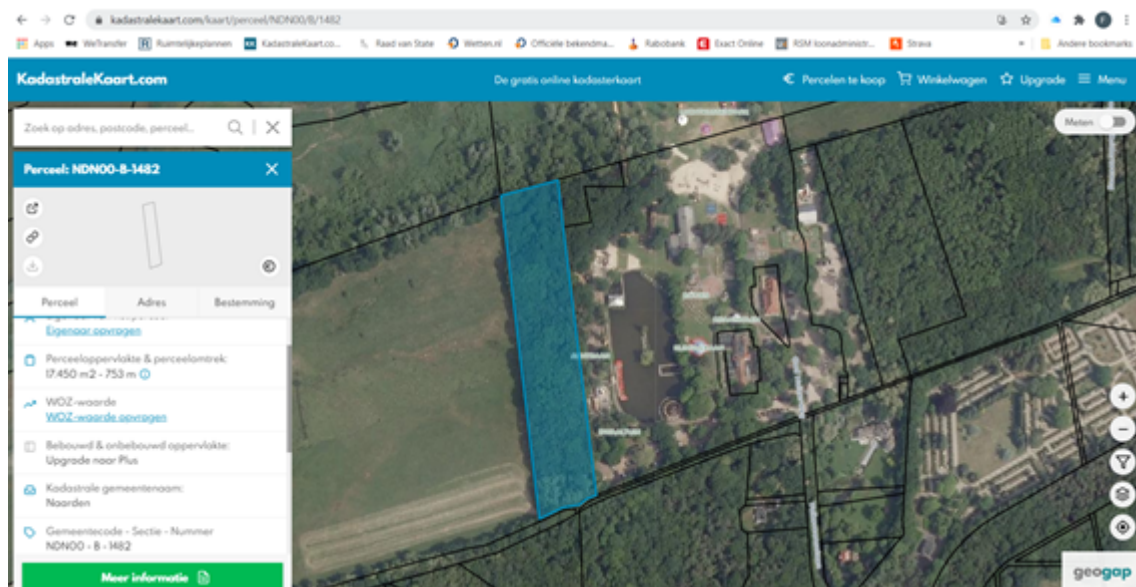 kadastralekaart.com/kaart/perceel/NDN00/B/1482
Apps WeTransfer Ruimtelijkeplannen KadastraleKaart.co... Raad van State Wetten.nl Officiële bekendma... Rabobank Exact Online RSM loonadministr... Strava » Andere bookmarks
KadastraleKaart.com De gratis online kadasterkaart € Percelen te koop Winkelwagen Upgrade Menu
Zoek op adres, postcode, perceel...
Meten
Perceel: NDN00-B-1482
Perceel Adres Bestemming
Eigenaar opvragen
Perceeloppervlakte & perceelomtrek:
17.450 m2 - 753 m
WOZ-waarde
WOZ-waarde opvragen
Bebouwd & onbebouwd oppervlakte:
Upgrade naar Plus
Kadastrale gemeentenaam:
Naarden
Gemeentecode - Sectie - Nummer
NDN00 - B - 1482
Meer informatie
geogap